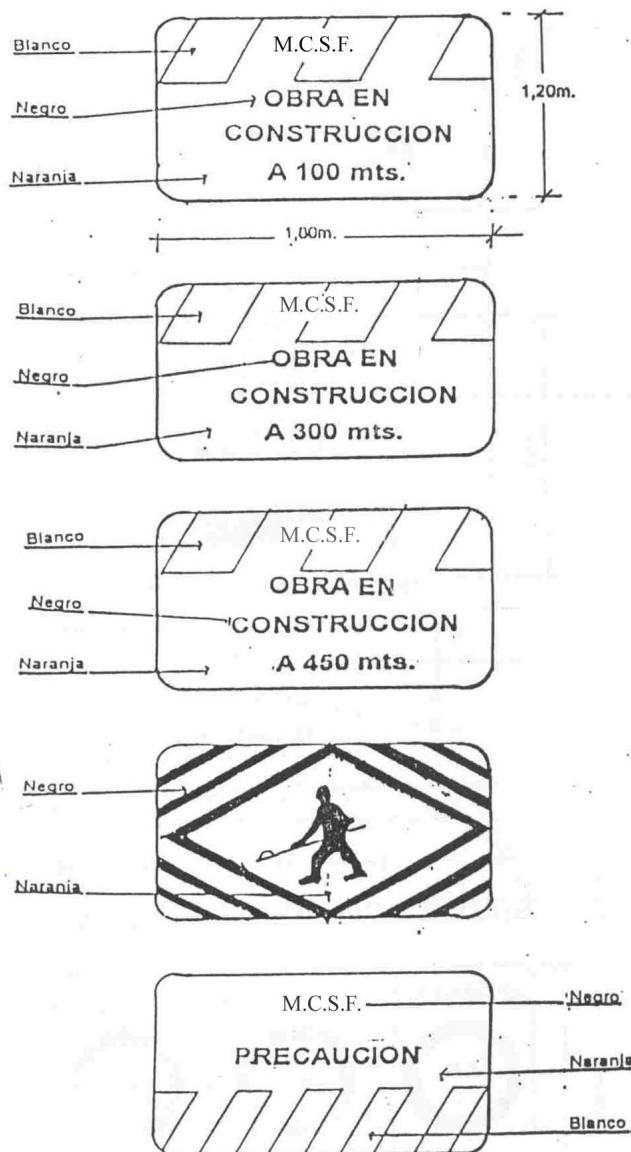 Blanco
M.C.S.F.
1,20m.
Negro
OBRA EN
CONSTRUCCION
Naranja
A 100 mts.
1,80m.
Blanco
M.C.S.F.
Negro
OBRA EN
CONSTRUCCION
Naranja
A 300 mts.
Blanco
M.C.S.F.
OBRA EN
Negro
CONSTRUCCION
Naranja
A 450 mts.
Negro
Naranja
M.C.S.F.
Negro
PRECAUCION
Naranja
Blanco